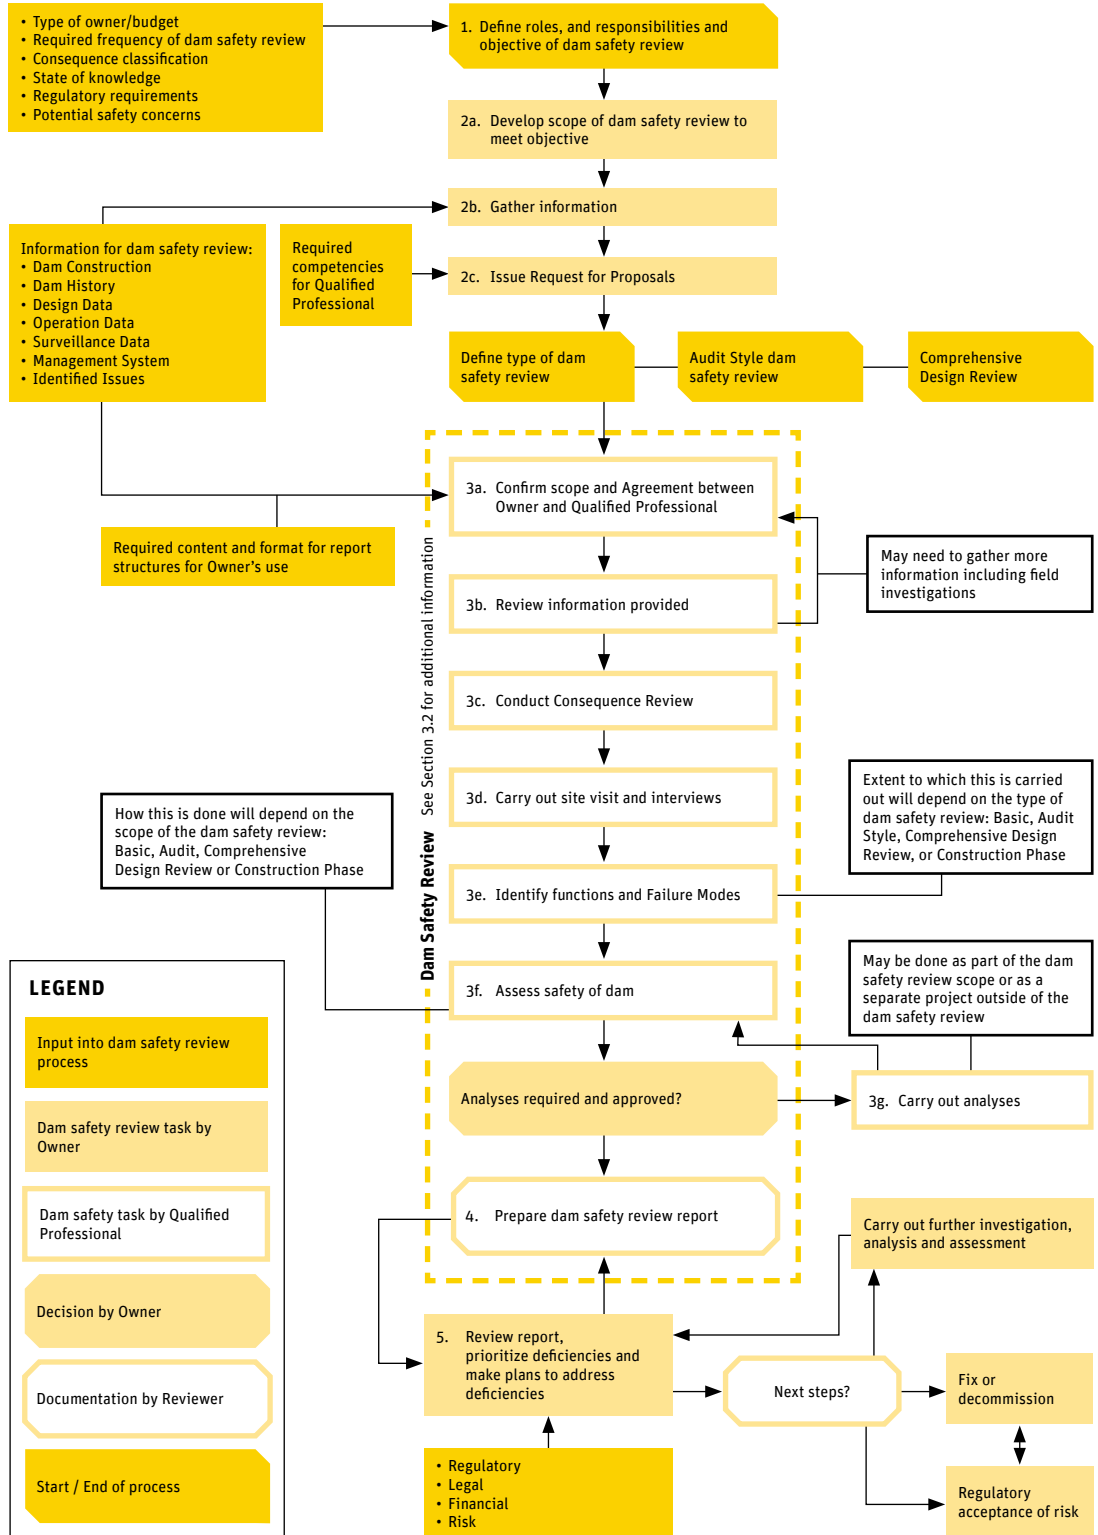 • Type of owner/budget
• Required frequency of dam safety review
• Consequence classification
• State of knowledge
• Regulatory requirements
• Potential safety concerns
1. Define roles, and responsibilities and
objective of dam safety review
2a. Develop scope of dam safety review to
meet objective
2b. Gather information
Information for dam safety review:
• Dam Construction
• Dam History
• Design Data
• Operation Data
• Surveillance Data
• Management System
• Identified Issues
Required
competencies
for Qualified
Professional
2c. Issue Request for Proposals
Define type of dam
safety review
Audit Style dam
safety review
Comprehensive
Design Review
3a. Confirm scope and Agreement between
Owner and Qualified Professional
Required content and format for report
structures for Owner's use
May need to gather more
information including field
investigations
3b. Review information provided
3c. Conduct Consequence Review
Dam Safety Review See Section 3.2 for additional information
3d. Carry out site visit and interviews
Extent to which this is carried
out will depend on the type of
dam safety review: Basic, Audit
Style, Comprehensive Design
Review, or Construction Phase
How this is done will depend on the
scope of the dam safety review:
Basic, Audit, Comprehensive
Design Review or Construction Phase
3e. Identify functions and Failure Modes
3f. Assess safety of dam
May be done as part of the dam
safety review scope or as a
separate project outside of the
dam safety review
Analyses required and approved?
3g. Carry out analyses
4. Prepare dam safety review report
Carry out further investigation,
analysis and assessment
5. Review report,
prioritize deficiencies and
make plans to address
deficiencies
Next steps?
Fix or
decommission
Regulatory
acceptance of risk
• Regulatory
• Legal
• Financial
• Risk
LEGEND
Input into dam safety review
process
Dam safety review task by
Owner
Dam safety task by Qualified
Professional
Decision by Owner
Documentation by Reviewer
Start / End of process